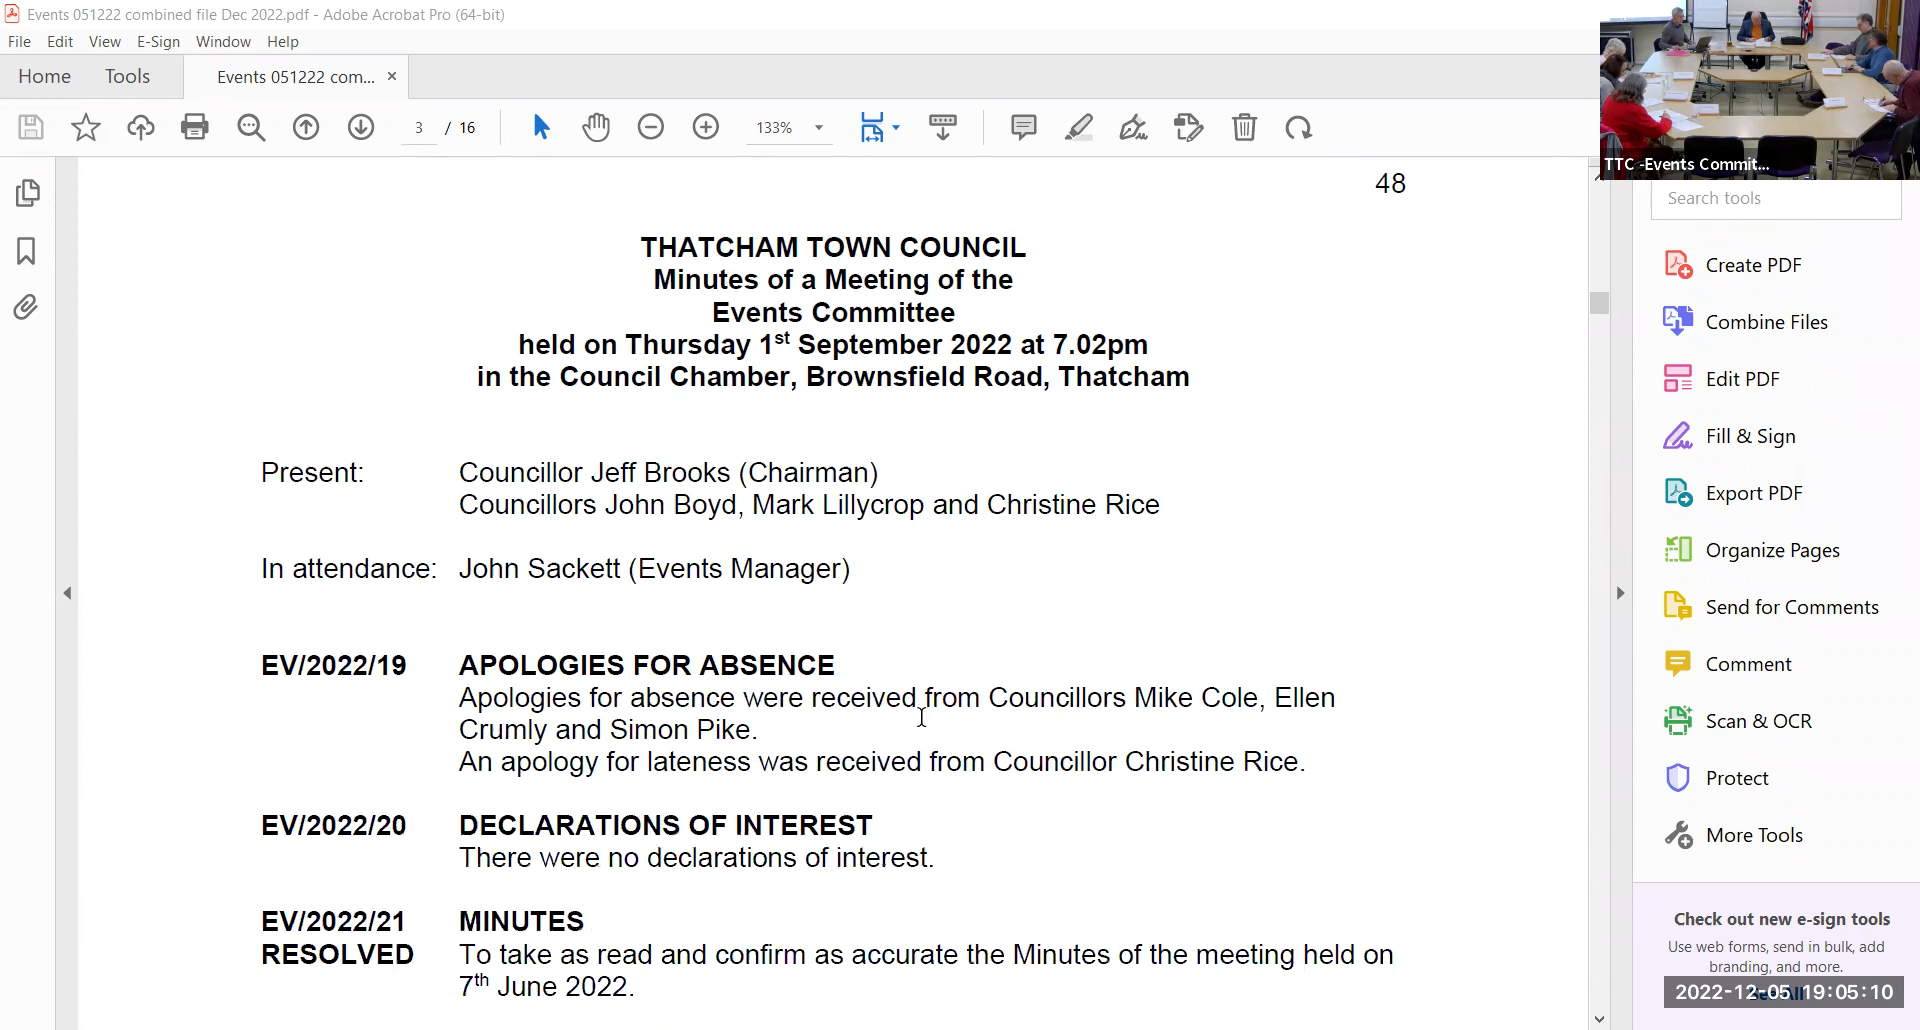 Events 051222 combined file Dec 2022.pdf - Adobe Acrobat Pro (64-bit)
File Edit View E-Sign Window Help
Home Tools Events 051222 com... ×
3 / 16 133%
TTC -Events Commit...
48
THATCHAM TOWN COUNCIL
Minutes of a Meeting of the
Events Committee
held on Thursday 1st September 2022 at 7.02pm
in the Council Chamber, Brownsfield Road, Thatcham
Present: Councillor Jeff Brooks (Chairman)
Councillors John Boyd, Mark Lillycrop and Christine Rice
In attendance: John Sackett (Events Manager)
EV/2022/19 APOLOGIES FOR ABSENCE
Apologies for absence were received from Councillors Mike Cole, Ellen
Crumly and Simon Pike.
An apology for lateness was received from Councillor Christine Rice.
EV/2022/20 DECLARATIONS OF INTEREST
There were no declarations of interest.
EV/2022/21 MINUTES
RESOLVED To take as read and confirm as accurate the Minutes of the meeting held on
7th June 2022.
Search tools
Create PDF
Combine Files
Edit PDF
Fill & Sign
Export PDF
Organize Pages
Send for Comments
Comment
Scan & OCR
Protect
More Tools
Check out new e-sign tools
Use web forms, send in bulk, add
branding, and more.
2022-12-05 19:05:10